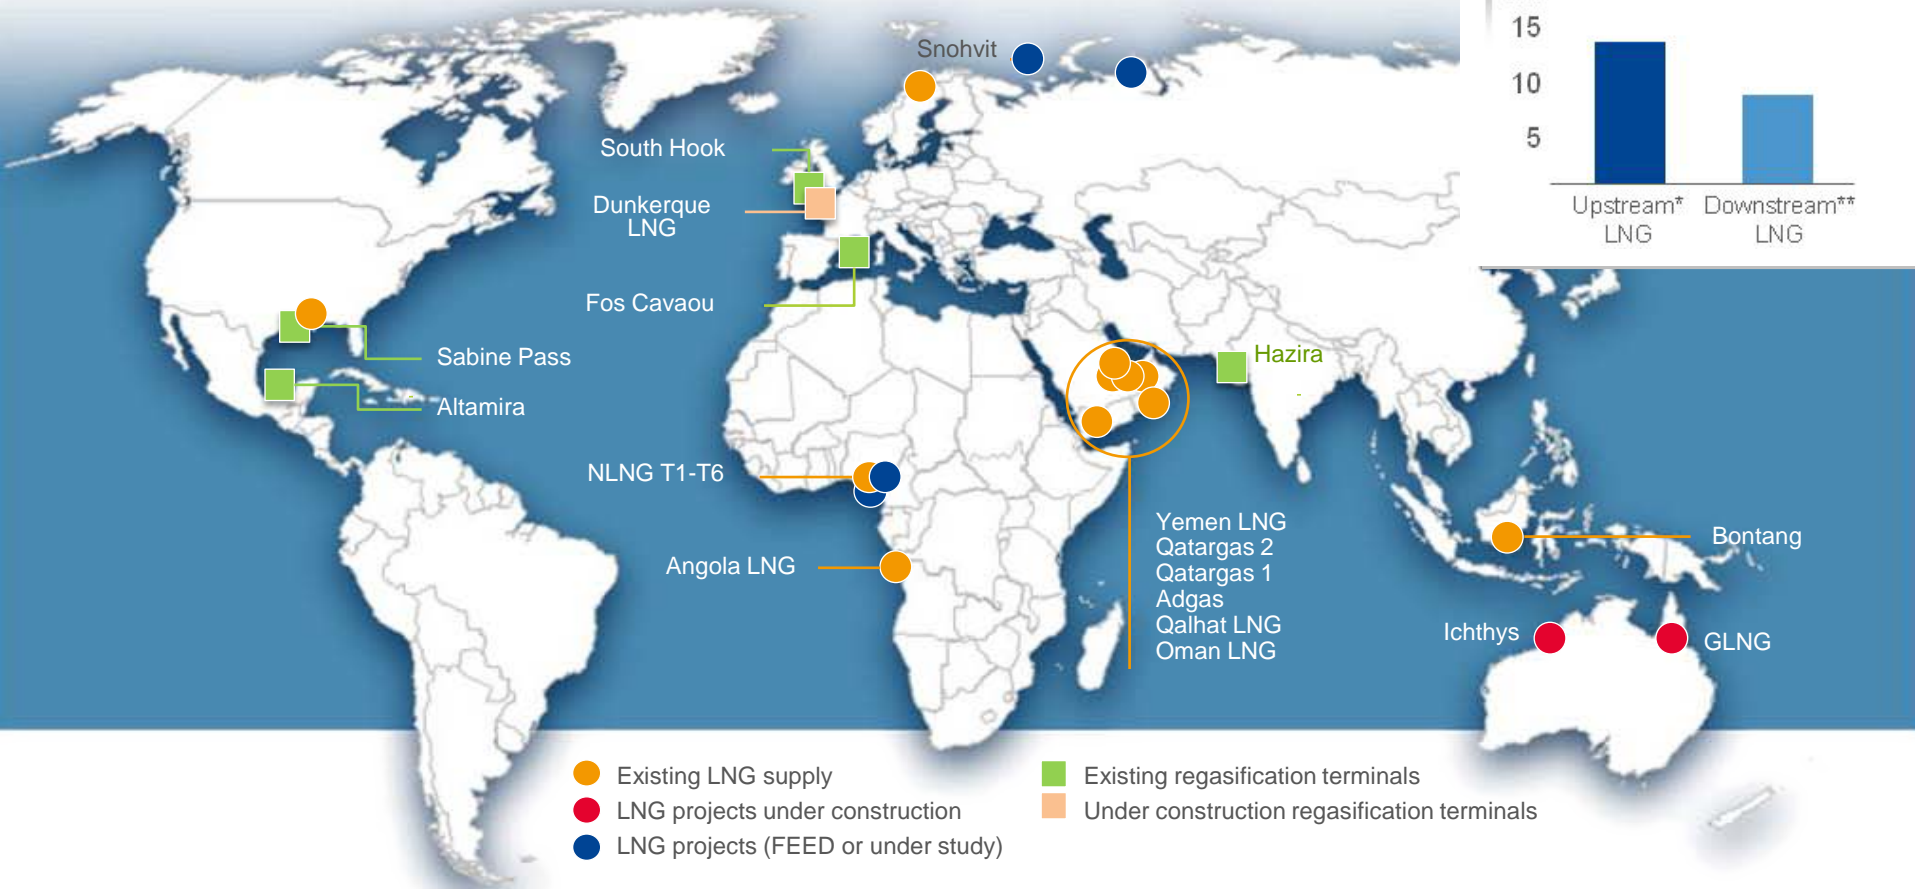 15
10
5
Upstream*
LNG
Downstream**
LNG
Snohvit
South Hook
Dunkerque
LNG
Fos Cavaou
Sabine Pass
Altamira
Hazira
NLNG T1-T6
Angola LNG
Yemen LNG
Qatargas 2
Qatargas 1
Adgas
Qalhat LNG
Oman LNG
Bontang
Ichthys
GLNG
Existing LNG supply
LNG projects under construction
LNG projects (FEED or under study)
Existing regasification terminals
Under construction regasification terminals